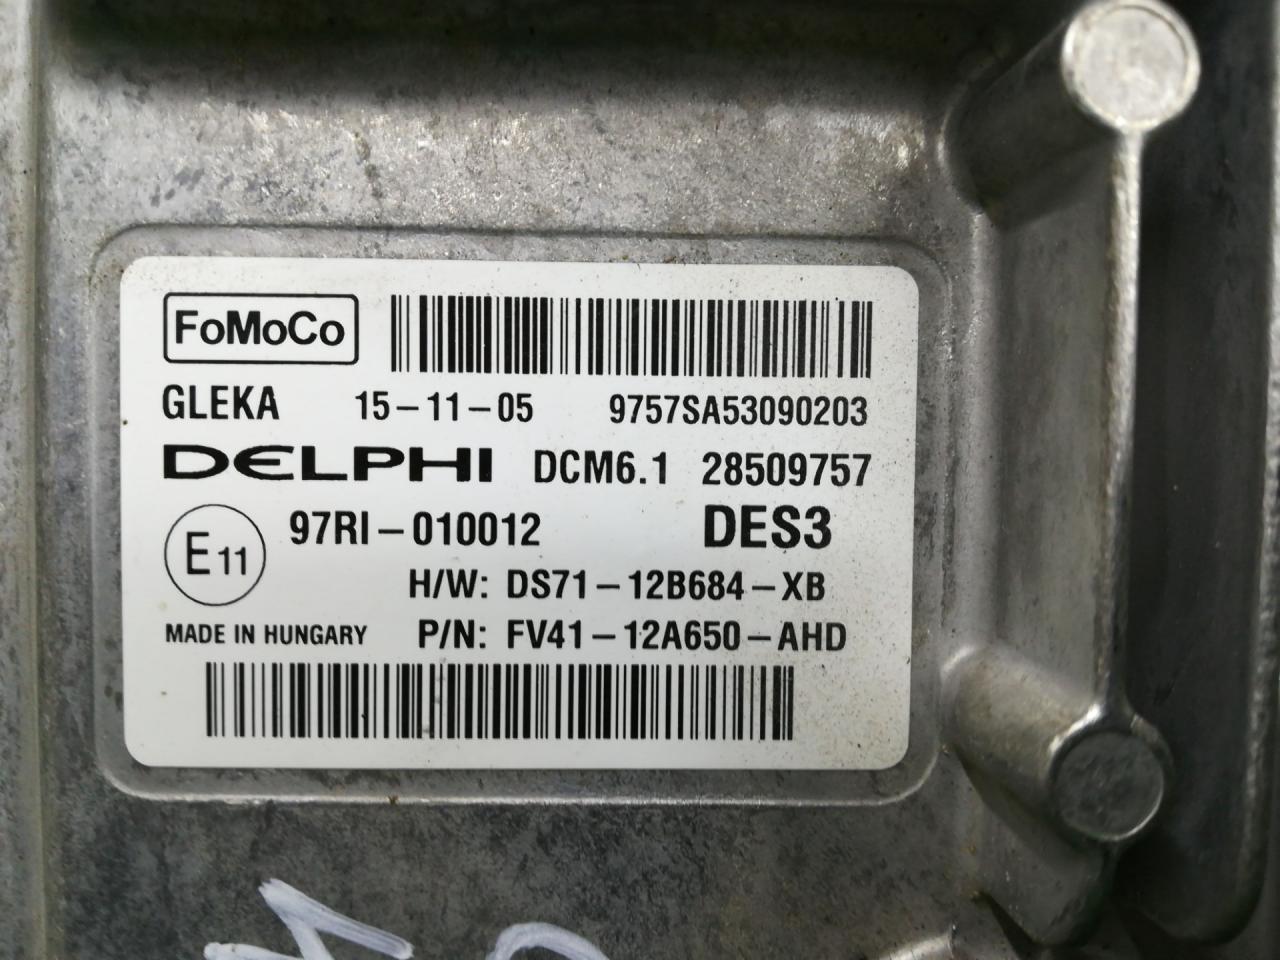 FoMoCo
GLEKA 15-11-05 9757SA53090203
DELPHI DCM6.1 28509757
E11 97RI-010012 DES3
H/W: DS71-12B684-XB
MADE IN HUNGARY P/N: FV41-12A650-AHD